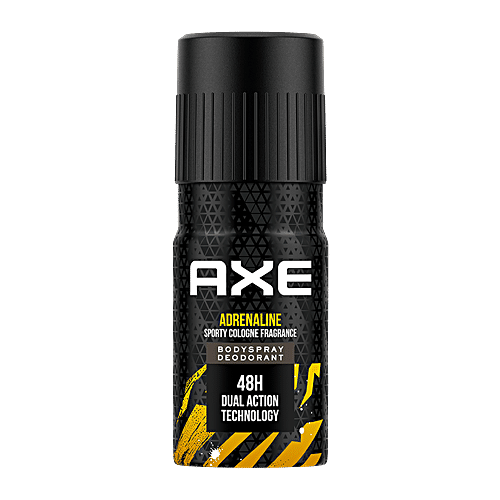 AXE
ADRENALINE
SPORTY COLOGNE FRAGRANCE
BODYSPRAY
DEODORANT
48H
DUAL ACTION
TECHNOLOGY